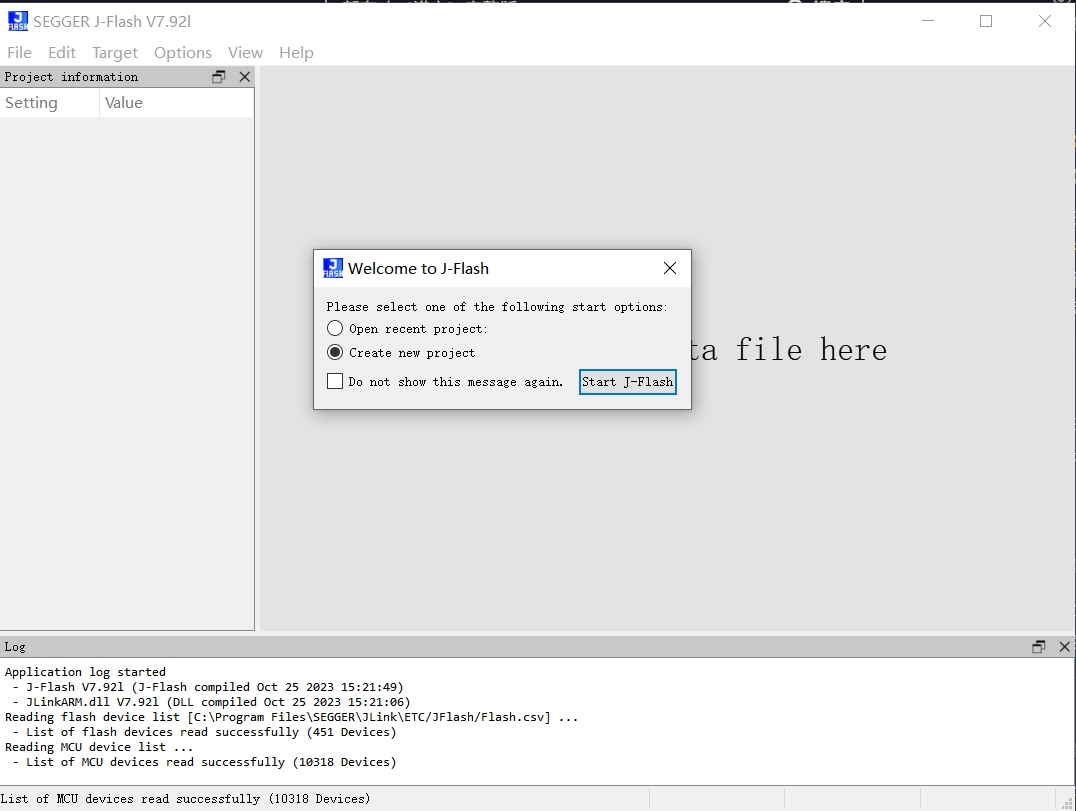 SEGGER J-Flash V7.92l
File Edit Target Options View Help
Project information
Setting Value
Welcome to J-Flash
Please select one of the following start options:
Open recent project:
Create new project
Do not show this message again. Start J-Flash
ta file here
Log
Application log started
- J-Flash V7.92l (J-Flash compiled Oct 25 2023 15:21:49)
- JLinkARM.dll V7.92l (DLL compiled Oct 25 2023 15:21:06)
Reading flash device list [C:\Program Files\SEGGER\JLink\ETC/JFlash/Flash.csv] ...
- List of flash devices read successfully (451 Devices)
Reading MCU device list ...
- List of MCU devices read successfully (10318 Devices)
List of MCU devices read successfully (10318 Devices)